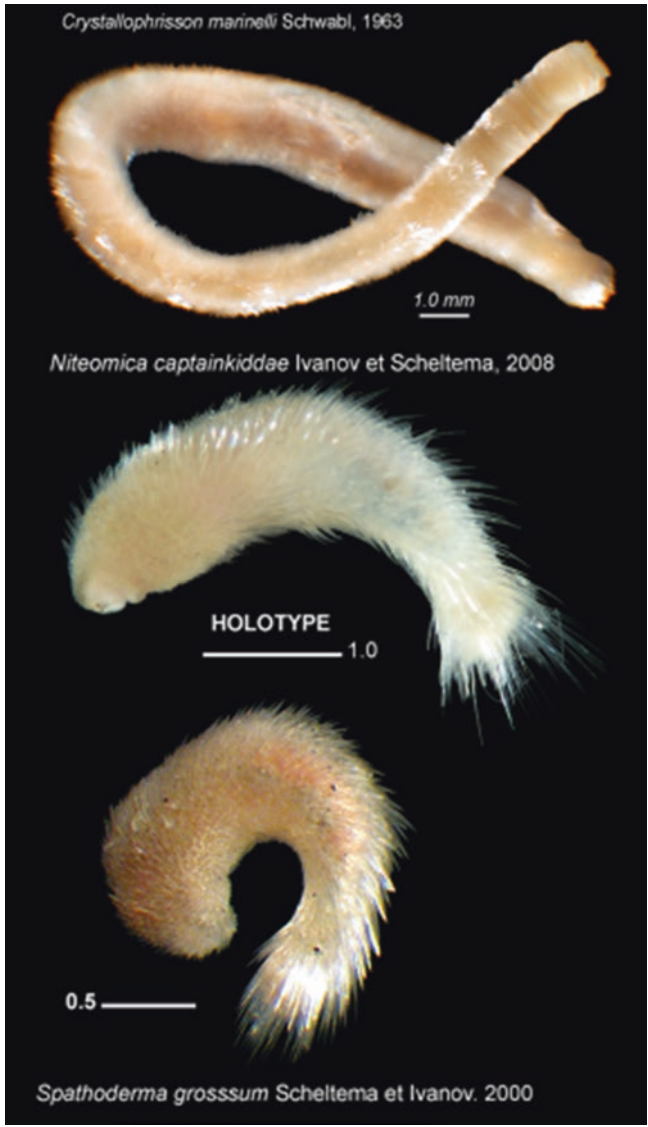 Crystallophrisson marinelli Schwabl, 1963
1.0 mm
Niteomica captainkiddae Ivanov et Scheltema, 2008
HOLOTYPE
1.0
0.5
Spathoderma grosssum Scheltema et Ivanov. 2000